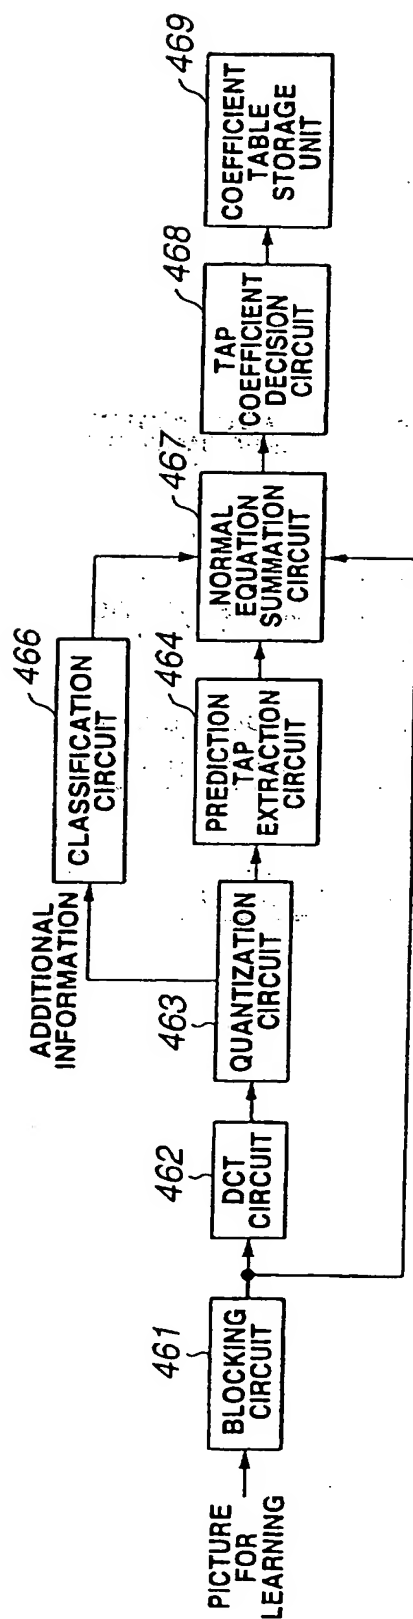 PICTURE
FOR
LEARNING
461
BLOCKING
CIRCUIT
462
DCT
CIRCUIT
463
QUANTIZATION
CIRCUIT
ADDITIONAL
INFORMATION
466
CLASSIFICATION
CIRCUIT
464
PREDICTION
TAP
EXTRACTION
CIRCUIT
467
NORMAL
EQUATION
SUMMATION
CIRCUIT
468
TAP
COEFFICIENT
DECISION
CIRCUIT
469
COEFFICIENT
TABLE
STORAGE
UNIT